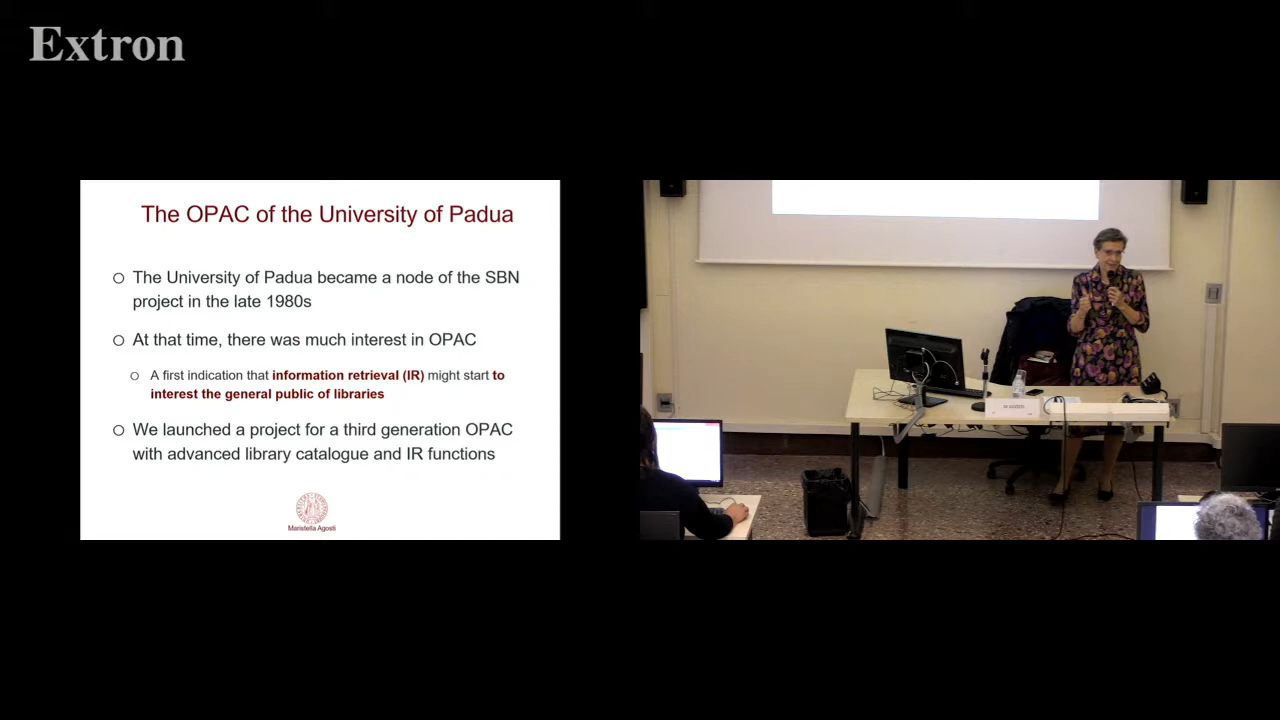 Extron
The OPAC of the University of Padua
The University of Padua became a node of the SBN
project in the late 1980s
At that time, there was much interest in OPAC
A first indication that information retrieval (IR) might start to
interest the general public of libraries
We launched a project for a third generation OPAC
with advanced library catalogue and IR functions
Maristella Agosti